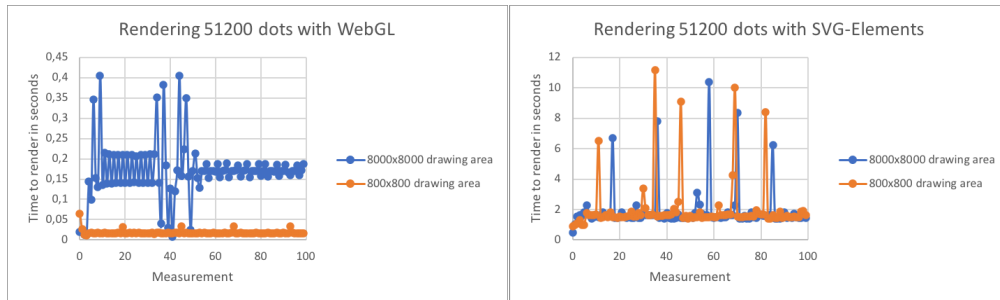 Rendering 51200 dots with WebGL
Time to render in seconds
0,45
0,4
0,35
0,3
0,25
0,2
0,15
0,1
0,05
0
0 20 40 60 80 100
Measurement
8000x8000 drawing area
800x800 drawing area
Rendering 51200 dots with SVG-Elements
Time to render in seconds
12
10
8
6
4
2
0
0 20 40 60 80 100
Measurement
8000x8000 drawing area
800x800 drawing area